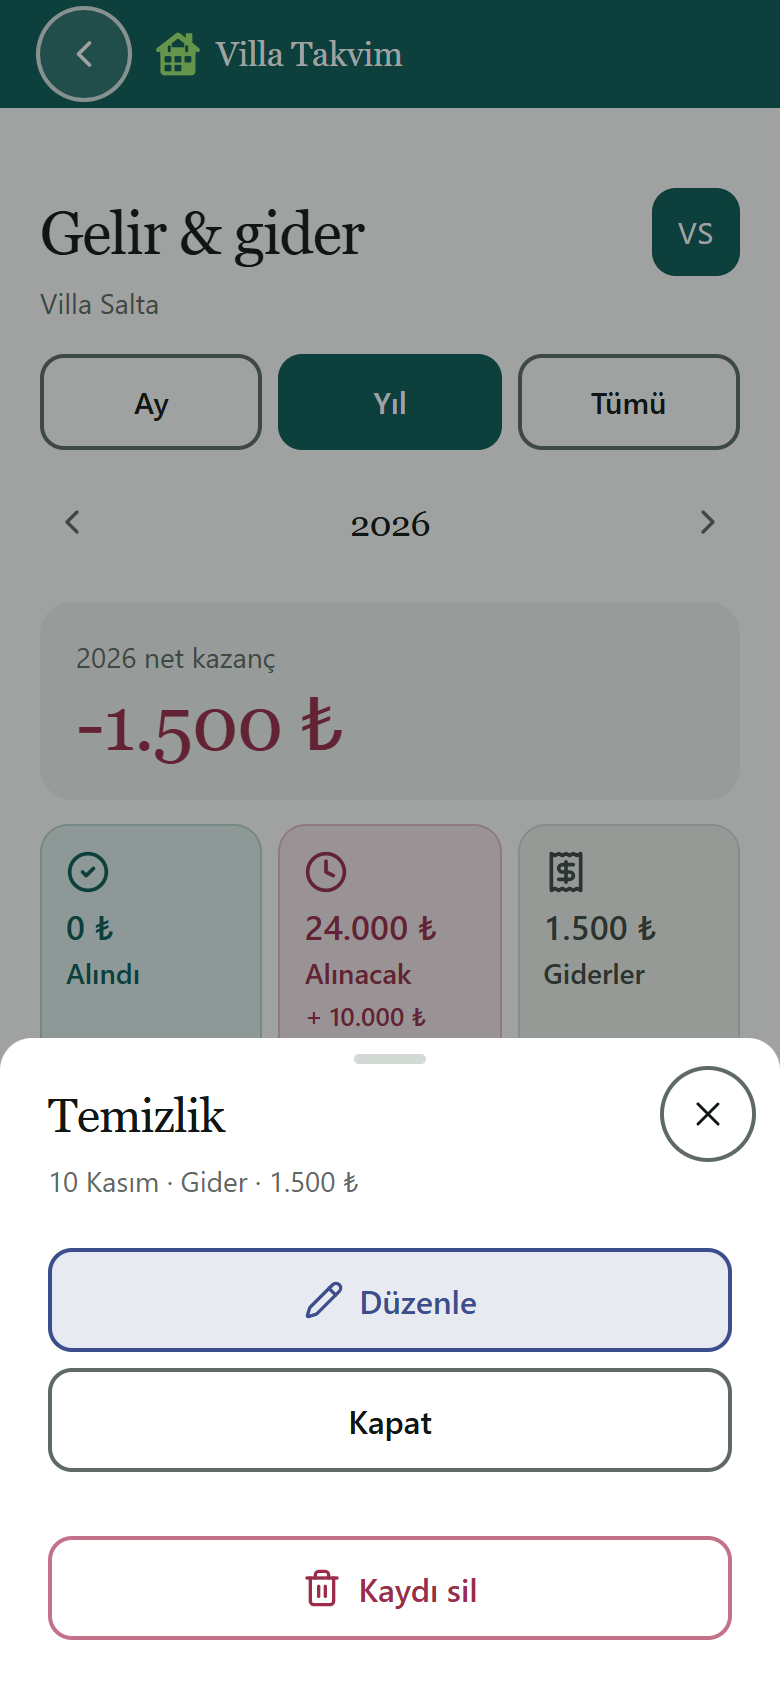 Villa Takvim
Gelir & gider
VS
Villa Salta
Ay
Yıl
Tümü
2026
2026 net kazanç
-1.500 ₺
0 ₺
Alındı
24.000 ₺
Alınacak
+ 10.000 ₺
1.500 ₺
Giderler
Temizlik
10 Kasım · Gider · 1.500 ₺
Düzenle
Kapat
Kaydı sil